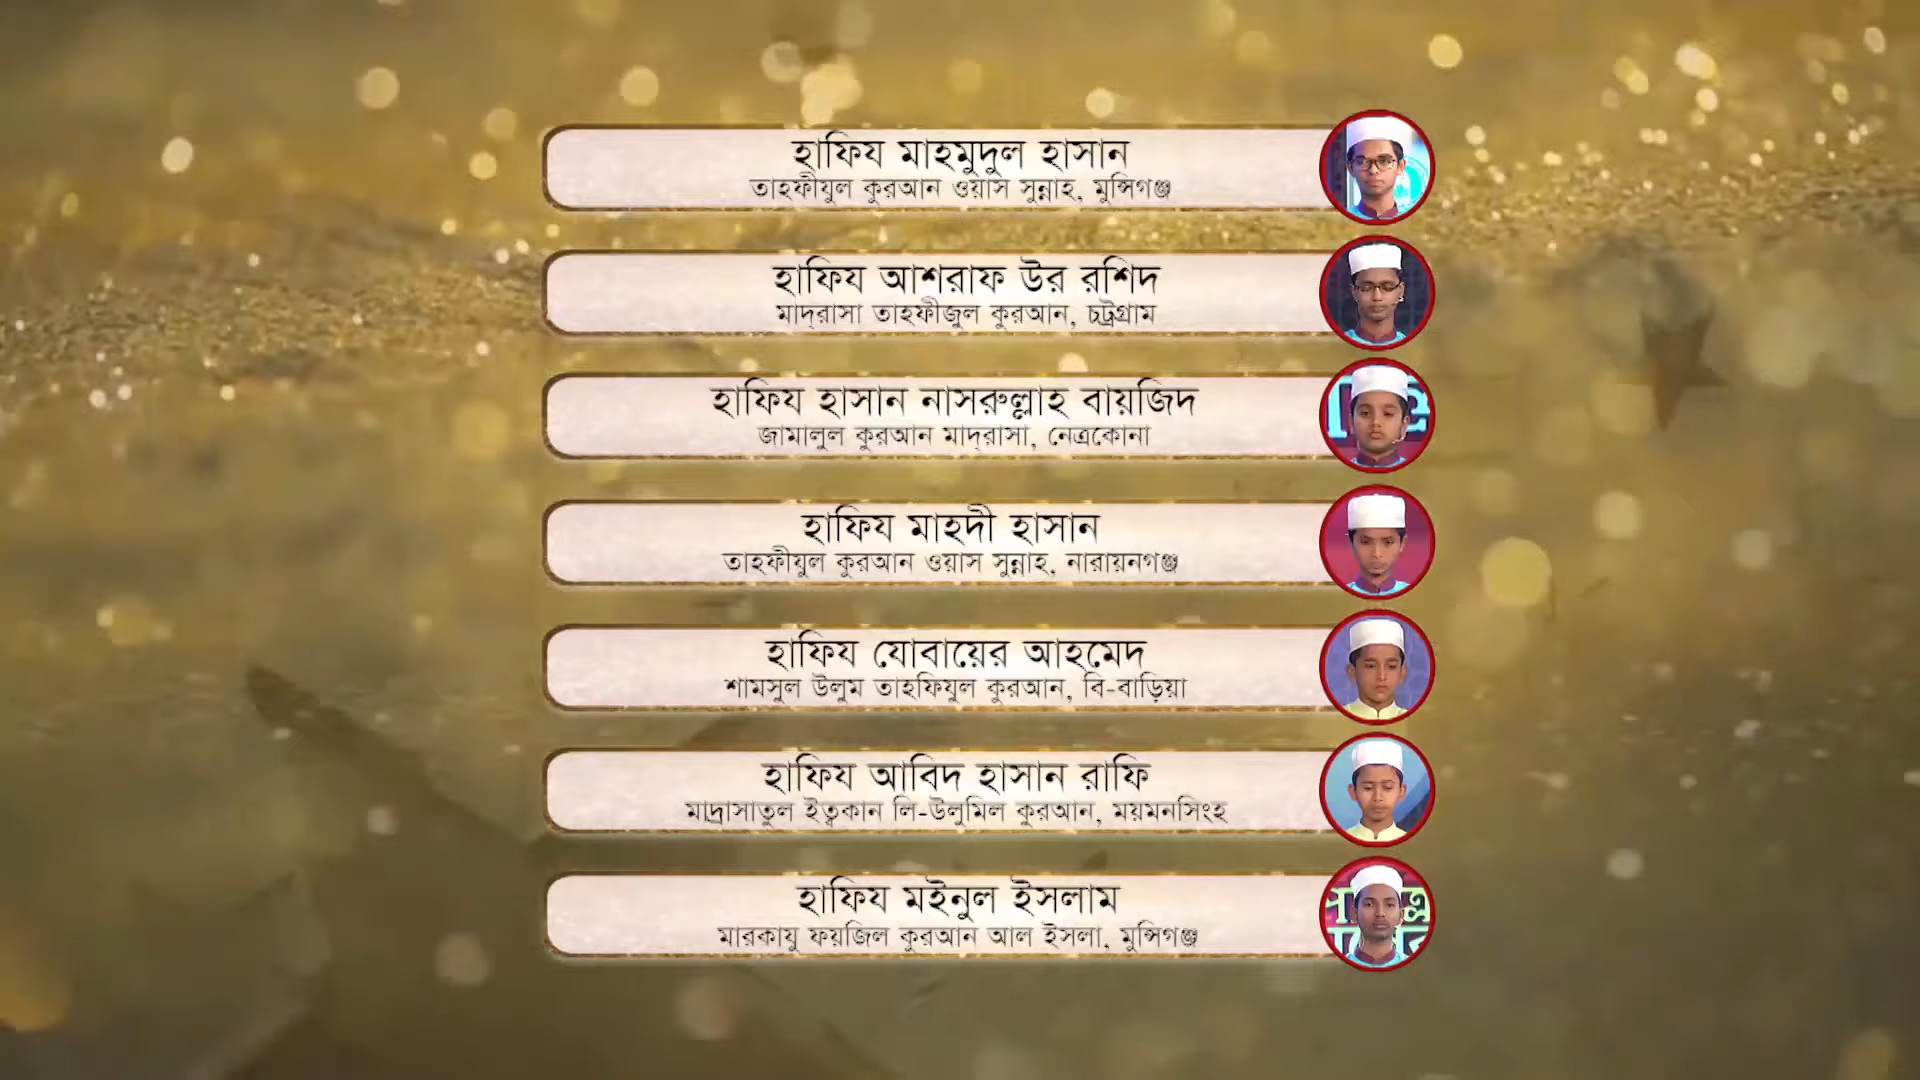 হাফিয মাহমুদুল হাসান
তাহফীযুল কুরআন ওয়াস সুন্নাহ, মুন্সিগঞ্জ
হাফিয আশরাফ উর রশিদ
মাদ্‌রাসা তাহফীজুল কুরআন, চট্রগ্রাম
হাফিয হাসান নাসরুল্লাহ বায়জিদ
জামালুল কুরআন মাদ্‌রাসা, নেত্রকোনা
হাফিয মাহদী হাসান
তাহফীযুল কুরআন ওয়াস সুন্নাহ, নারায়নগঞ্জ
হাফিয যোবায়ের আহমেদ
শামসুল উলুম তাহফিযুল কুরআন, বি-বাড়িয়া
হাফিয আবিদ হাসান রাফি
মাদ্রাসাতুল ইত্বকান লি-উলুমিল কুরআন, ময়মনসিংহ
হাফিয মইনুল ইসলাম
মারকাযু ফয়জিল কুরআন আল ইসলা, মুন্সিগঞ্জ